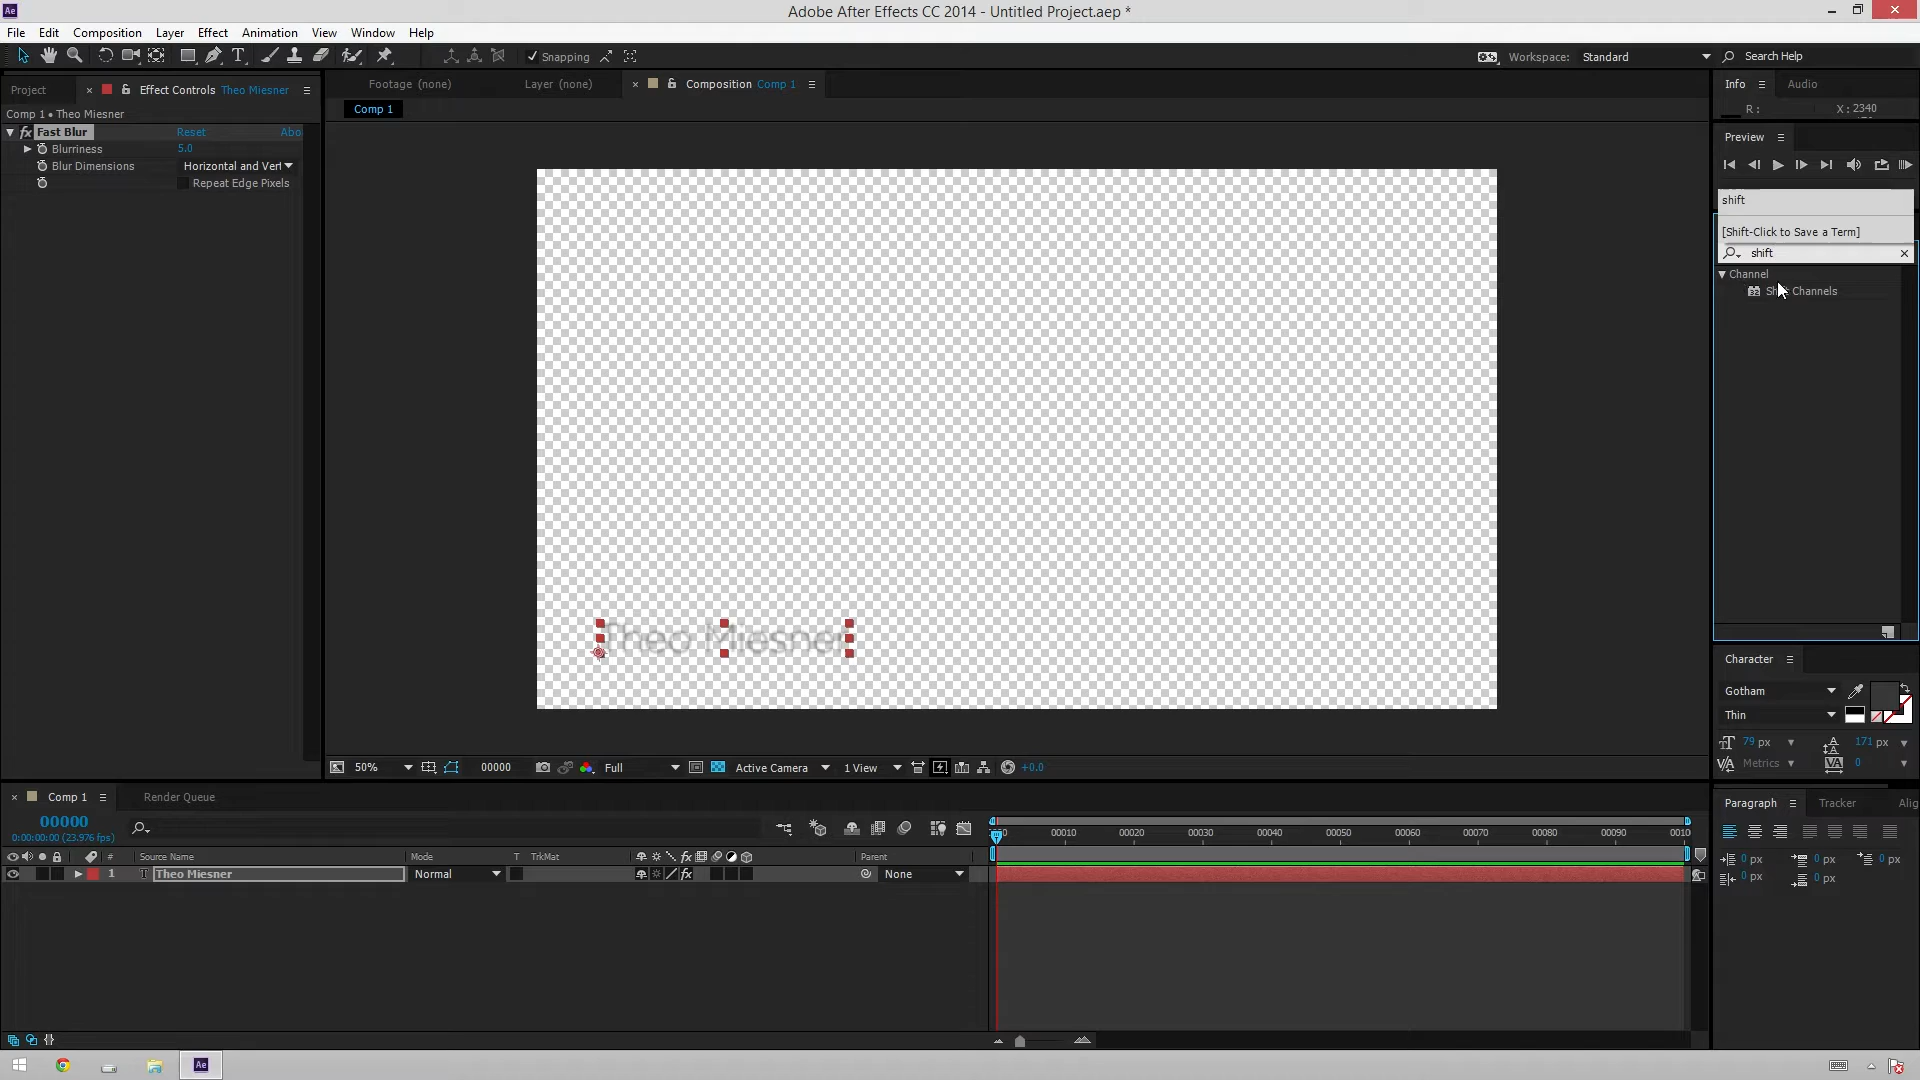 Ae
Adobe After Effects CC 2014 - Untitled Project.aep *
File Edit Composition Layer Effect Animation View Window Help
T Snapping Workspace: Standard Search Help
Project × Effect Controls Theo Miesner
Comp 1 • Theo Miesner
fx Fast Blur Reset Abo
Blurriness 5.0
Blur Dimensions Horizontal and Vert
Repeat Edge Pixels
Footage (none) Layer (none) × Composition Comp 1
Comp 1
Theo Miesner
50% 00000 Full Active Camera 1 View +0.0
Info Audio
R : X : 2340
Preview
shift
[Shift-Click to Save a Term]
shift ×
Channel
32 Channels
Character
Gotham
Thin
79 px 171 px
Metrics 0
Paragraph Tracker Alig
0 px 0 px 0 px
0 px 0 px
× Comp 1 Render Queue
00000
0:00:00:00 (23.976 fps)
# Source Name Mode T TrkMat fx Parent
1 T Theo Miesner Normal fx None
00010 00020 00030 00040 00050 00060 00070 00080 00090 0010
Ae